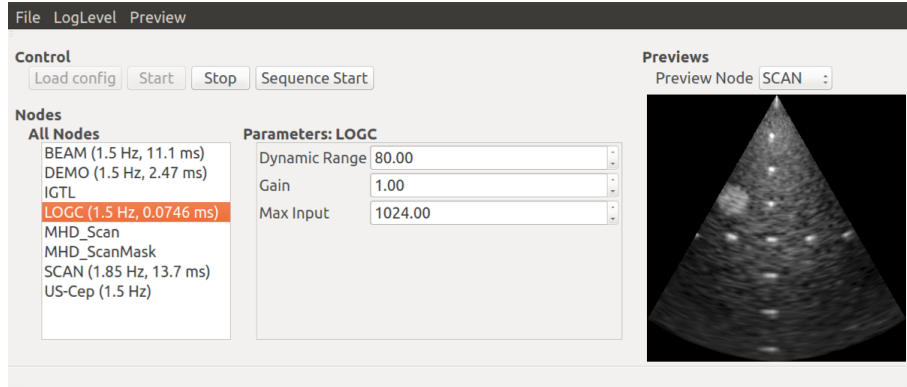 File LogLevel Preview
Control
Load config Start Stop Sequence Start
Nodes
All Nodes
BEAM (1.5 Hz, 11.1 ms)
DEMO (1.5 Hz, 2.47 ms)
IGTL
LOGC (1.5 Hz, 0.0746 ms)
MHD_Scan
MHD_ScanMask
SCAN (1.85 Hz, 13.7 ms)
US-Cep (1.5 Hz)
Parameters: LOGC
Dynamic Range 80.00
Gain 1.00
Max Input 1024.00
Previews
Preview Node SCAN